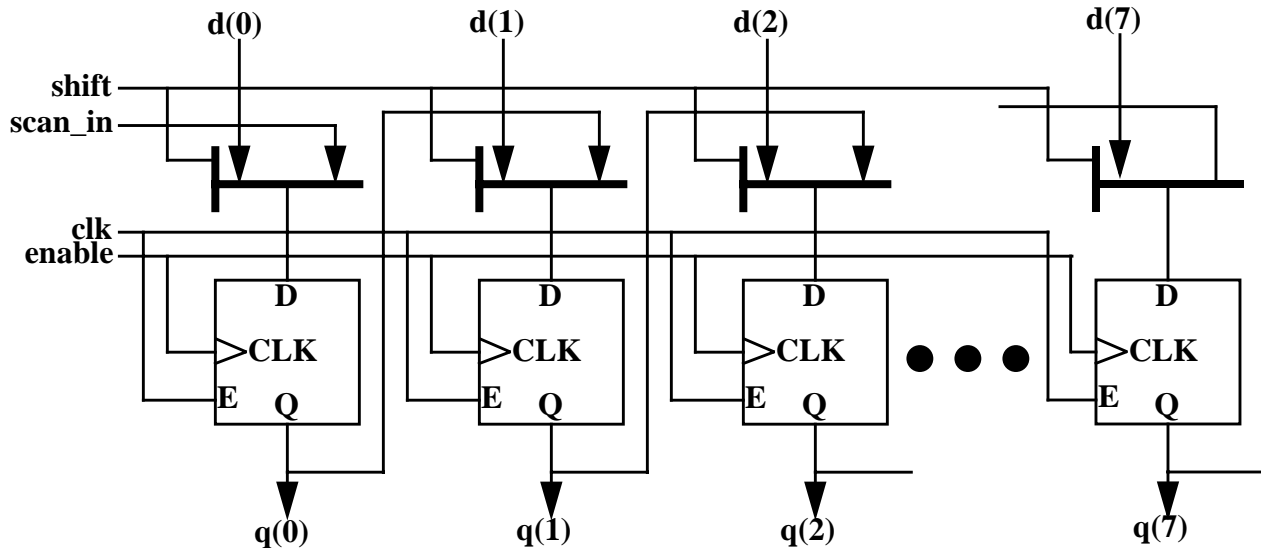 d(0) d(1) d(2) d(7)
shift
scan_in
clk
enable
D D D D
CLK CLK CLK CLK
E Q E Q E Q E Q
q(0) q(1) q(2) q(7)